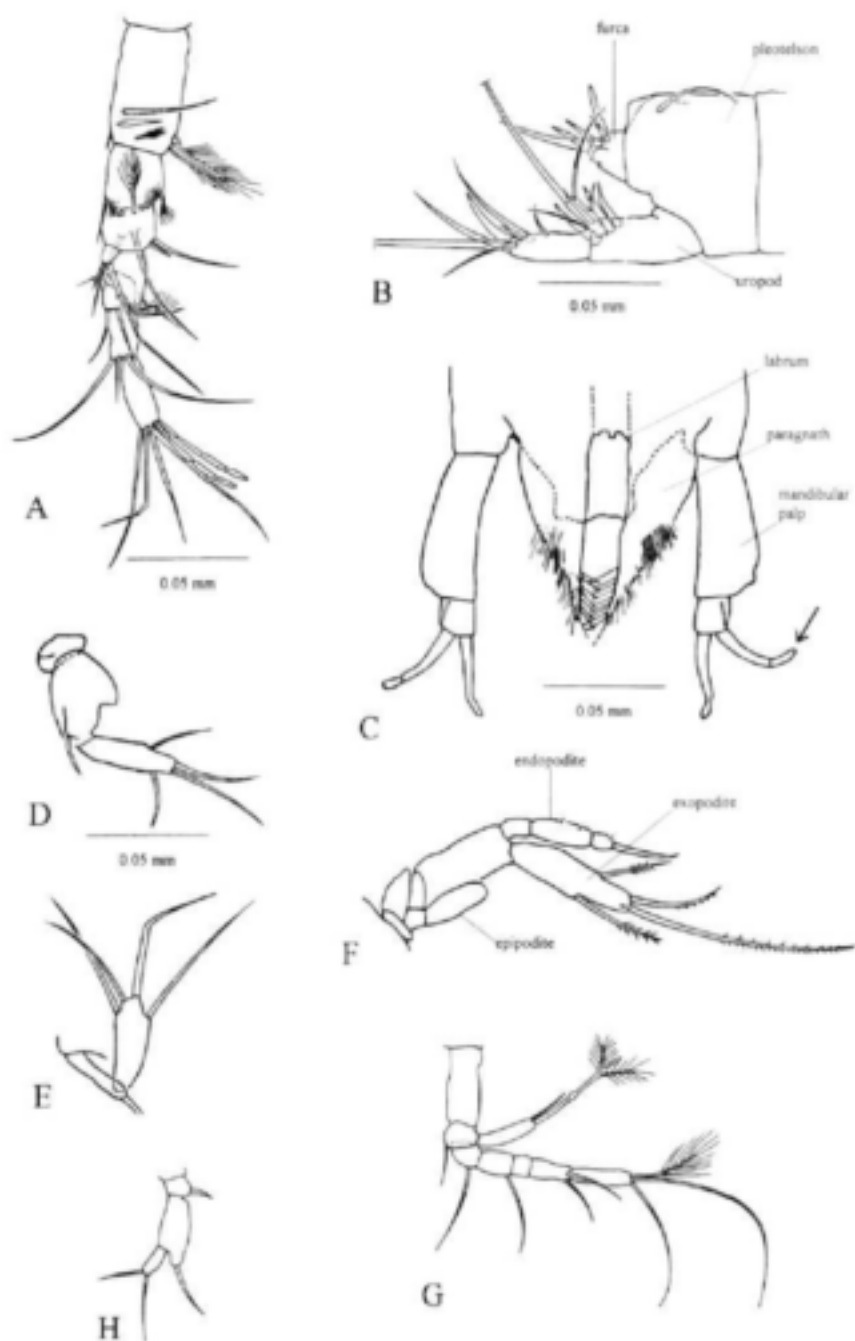 furca
pleotelson
B
uropod
0.05 mm
A
0.05 mm
labrum
paragnath
mandibular
palp
C
0.05 mm
D
0.05 mm
endopodite
exopodite
F
epipodite
E
G
H